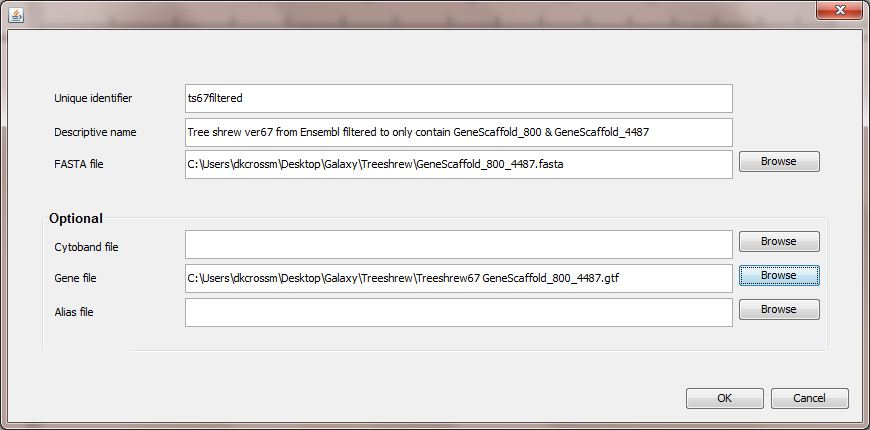 Unique identifier ts67filtered
Descriptive name Tree shrew ver67 from Ensembl filtered to only contain GeneScaffold_800 & GeneScaffold_4487
FASTA file C:\Users\dkcrossm\Desktop\Galaxy\Treeshrew\GeneScaffold_800_4487.fasta Browse
Optional
Cytoband file Browse
Gene file C:\Users\dkcrossm\Desktop\Galaxy\Treeshrew\Treeshrew67 GeneScaffold_800_4487.gtf Browse
Alias file Browse
OK Cancel